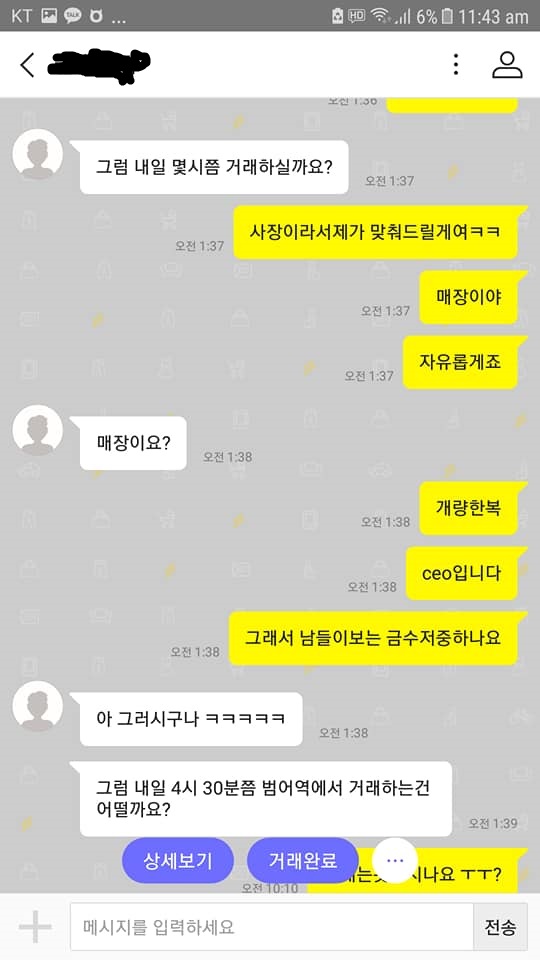 KT TALK ... HD 6% 11:43 am
오전 1:36
그럼 내일 몇시쯤 거래하실까요?
오전 1:37
사장이라서제가 맞춰드릴게여ㅋㅋ
오전 1:37
매장이야
오전 1:37
자유롭게죠
오전 1:37
매장이요?
오전 1:38
개량한복
오전 1:38
ceo입니다
오전 1:38
그래서 남들이보는 금수저중하나요
오전 1:38
아 그러시구나 ㅋㅋㅋㅋㅋ
오전 1:38
그럼 내일 4시 30분쯤 범어역에서 거래하는건
어떨까요?
오전 1:39
상세보기
거래완료
...
시나요 ㅜㅜ?
오전 10:10
메시지를 입력하세요
전송